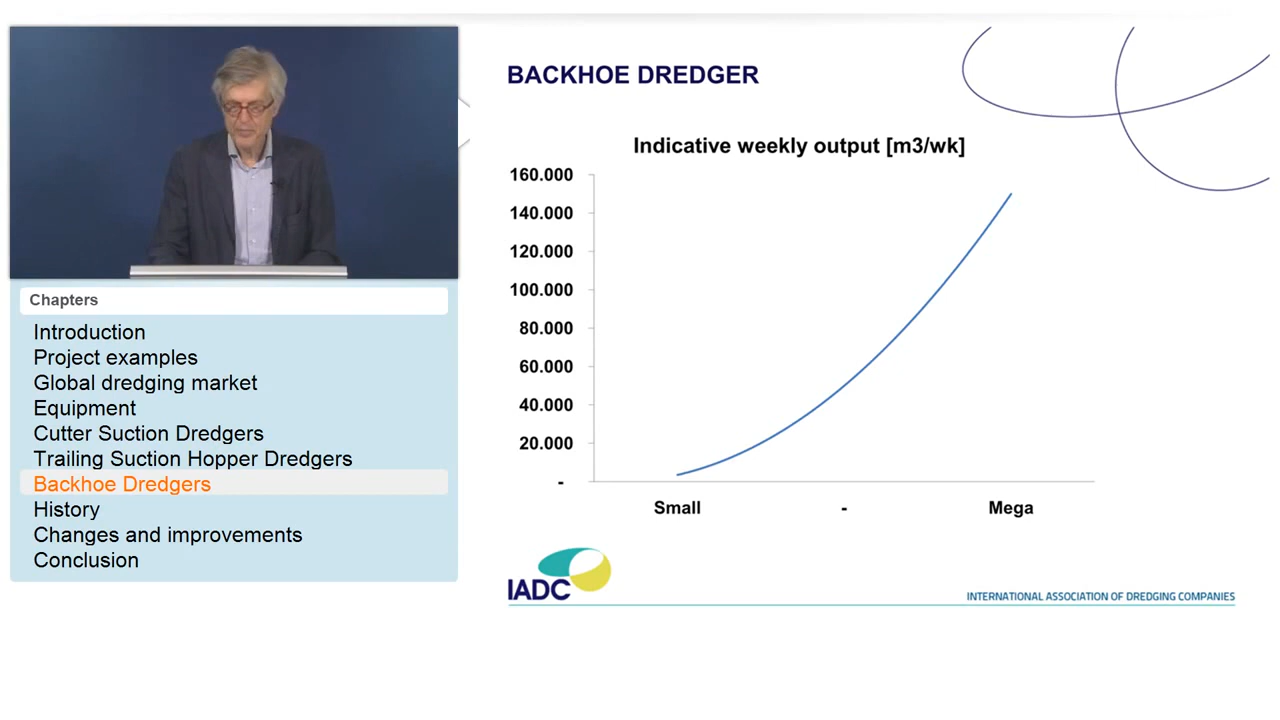 Chapters
Introduction
Project examples
Global dredging market
Equipment
Cutter Suction Dredgers
Trailing Suction Hopper Dredgers
Backhoe Dredgers
History
Changes and improvements
Conclusion
BACKHOE DREDGER
Indicative weekly output [m3/wk]
160.000
140.000
120.000
100.000
80.000
60.000
40.000
20.000
-
Small - Mega
IADC
INTERNATIONAL ASSOCIATION OF DREDGING COMPANIES